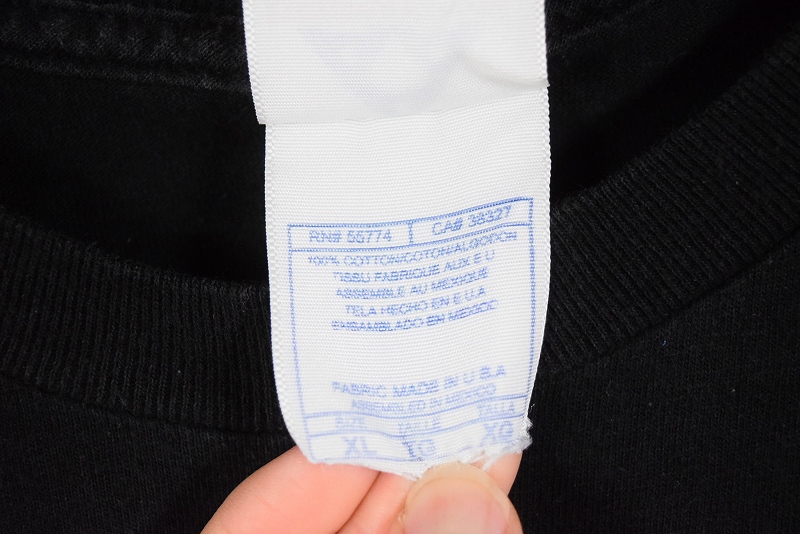 RN# 55774 CA# 38327
100% COTTON/COTON/ALGODON
TISSU FABRIQUE AUX E U
ASSEMBLE AU MEXIQUE
TELA HECHO EN E U A
ENSAMBLADO EN MEXICO
FABRIC MADE IN U S A
ASSEMBLED IN MEXICO
SIZE TAILLE TALLA
XL TG - XG